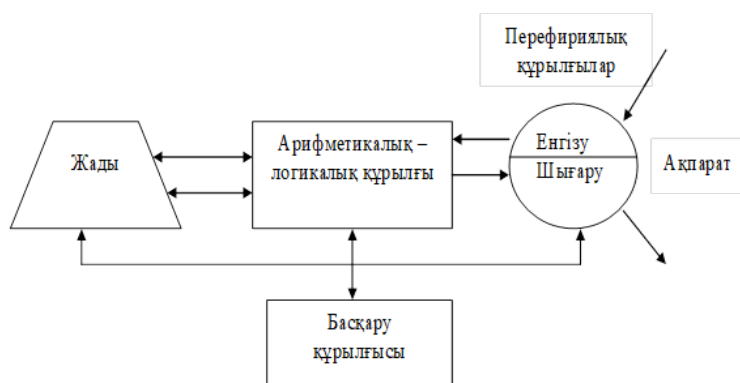 Перефириялық
құрылғылар
Жады
Арифметикалық –
логикалық құрылғы
Енгізу
Шығару
Ақпарат
Басқару
құрылғысы